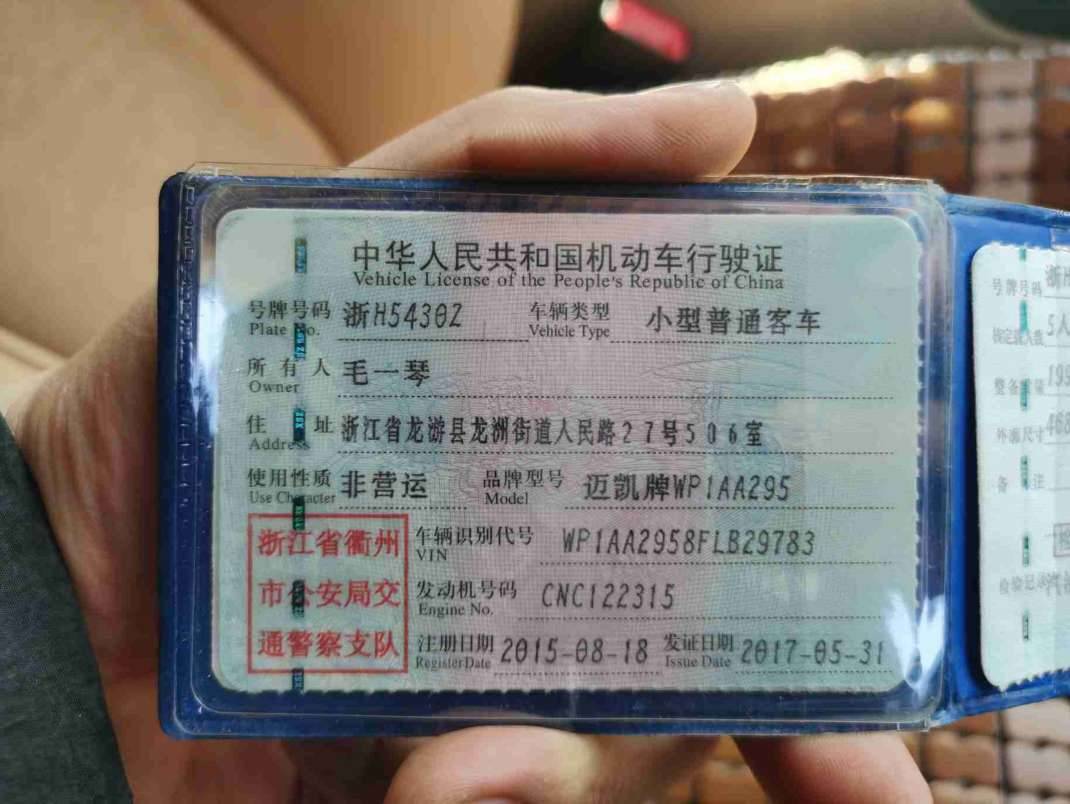 中华人民共和国机动车行驶证
Vehicle License of the People's Republic of China
号牌号码 浙H5430Z 车辆类型 小型普通客车
Plate No. Vehicle Type
所有人 毛一琴
Owner
住址 浙江省龙游县龙洲街道人民路27号506室
Address
使用性质 非营运 品牌型号 迈凯牌WP1AA295
Use Character Model
浙江省衢州
市公安局交
通警察支队
车辆识别代号 WP1AA2958FLB29783
VIN
发动机号码 CNC122315
Engine No.
注册日期 2015-08-18 发证日期 2017-05-31
Register Date Issue Date
号牌号码 浙H
核定载人数 5人
整备质量 199
外廓尺寸 468
备注
检验记录